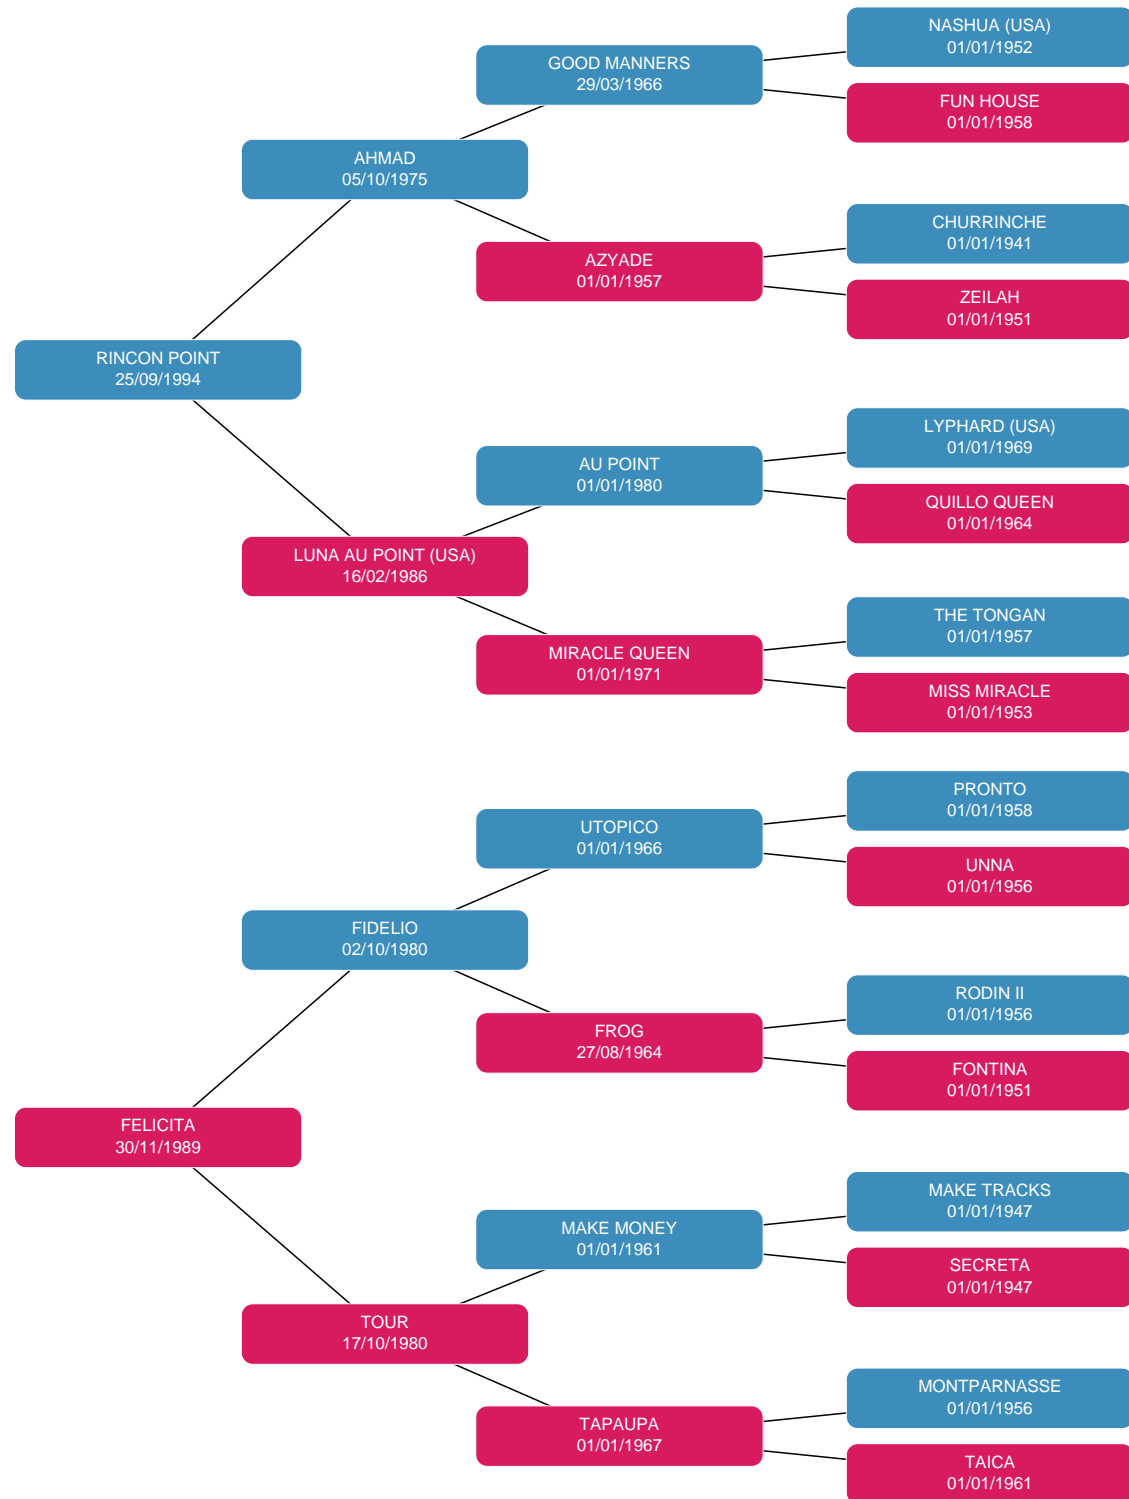 NASHUA (USA)
01/01/1952
GOOD MANNERS
29/03/1966
FUN HOUSE
01/01/1958
AHMAD
05/10/1975
CHURRINCHE
01/01/1941
AZYADE
01/01/1957
ZEILAH
01/01/1951
RINCON POINT
25/09/1994
LYPHARD (USA)
01/01/1969
AU POINT
01/01/1980
QUILLO QUEEN
01/01/1964
LUNA AU POINT (USA)
16/02/1986
THE TONGAN
01/01/1957
MIRACLE QUEEN
01/01/1971
MISS MIRACLE
01/01/1953
PRONTO
01/01/1958
UTOPICO
01/01/1966
UNNA
01/01/1956
FIDELIO
02/10/1980
RODIN II
01/01/1956
FROG
27/08/1964
FONTINA
01/01/1951
FELICITA
30/11/1989
MAKE TRACKS
01/01/1947
MAKE MONEY
01/01/1961
SECRETA
01/01/1947
TOUR
17/10/1980
MONTPARNASSE
01/01/1956
TAPAUPA
01/01/1967
TAICA
01/01/1961